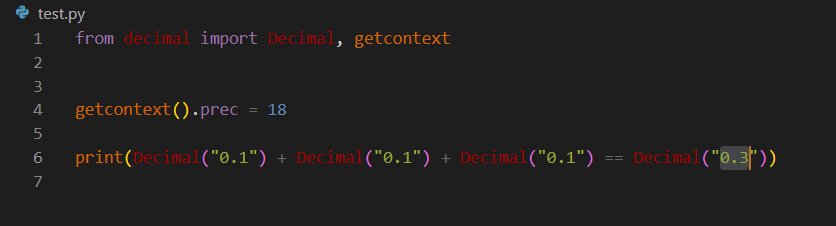 test.py
1 from decimal import Decimal, getcontext
2
3
4 getcontext().prec = 18
5
6 print(Decimal("0.1") + Decimal("0.1") + Decimal("0.1") == Decimal("0.3"))
7